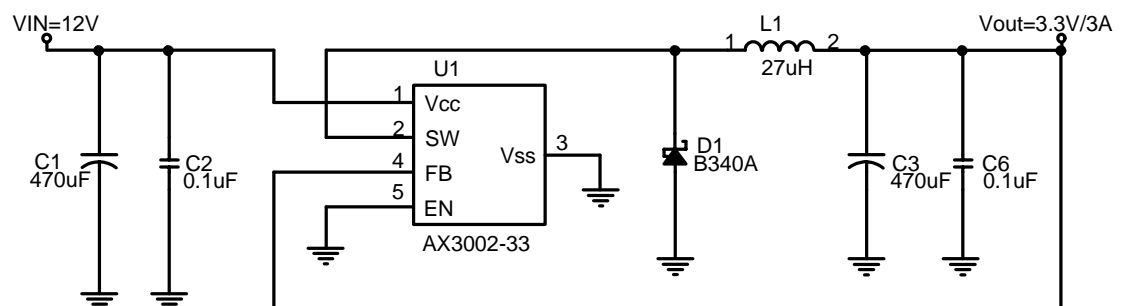 VIN=12V
L1
Vout=3.3V/3A
1
2
27uH
U1
1
Vcc
2
SW
3
Vss
4
FB
5
EN
AX3002-33
C1
470uF
C2
0.1uF
D1
B340A
C3
470uF
C6
0.1uF